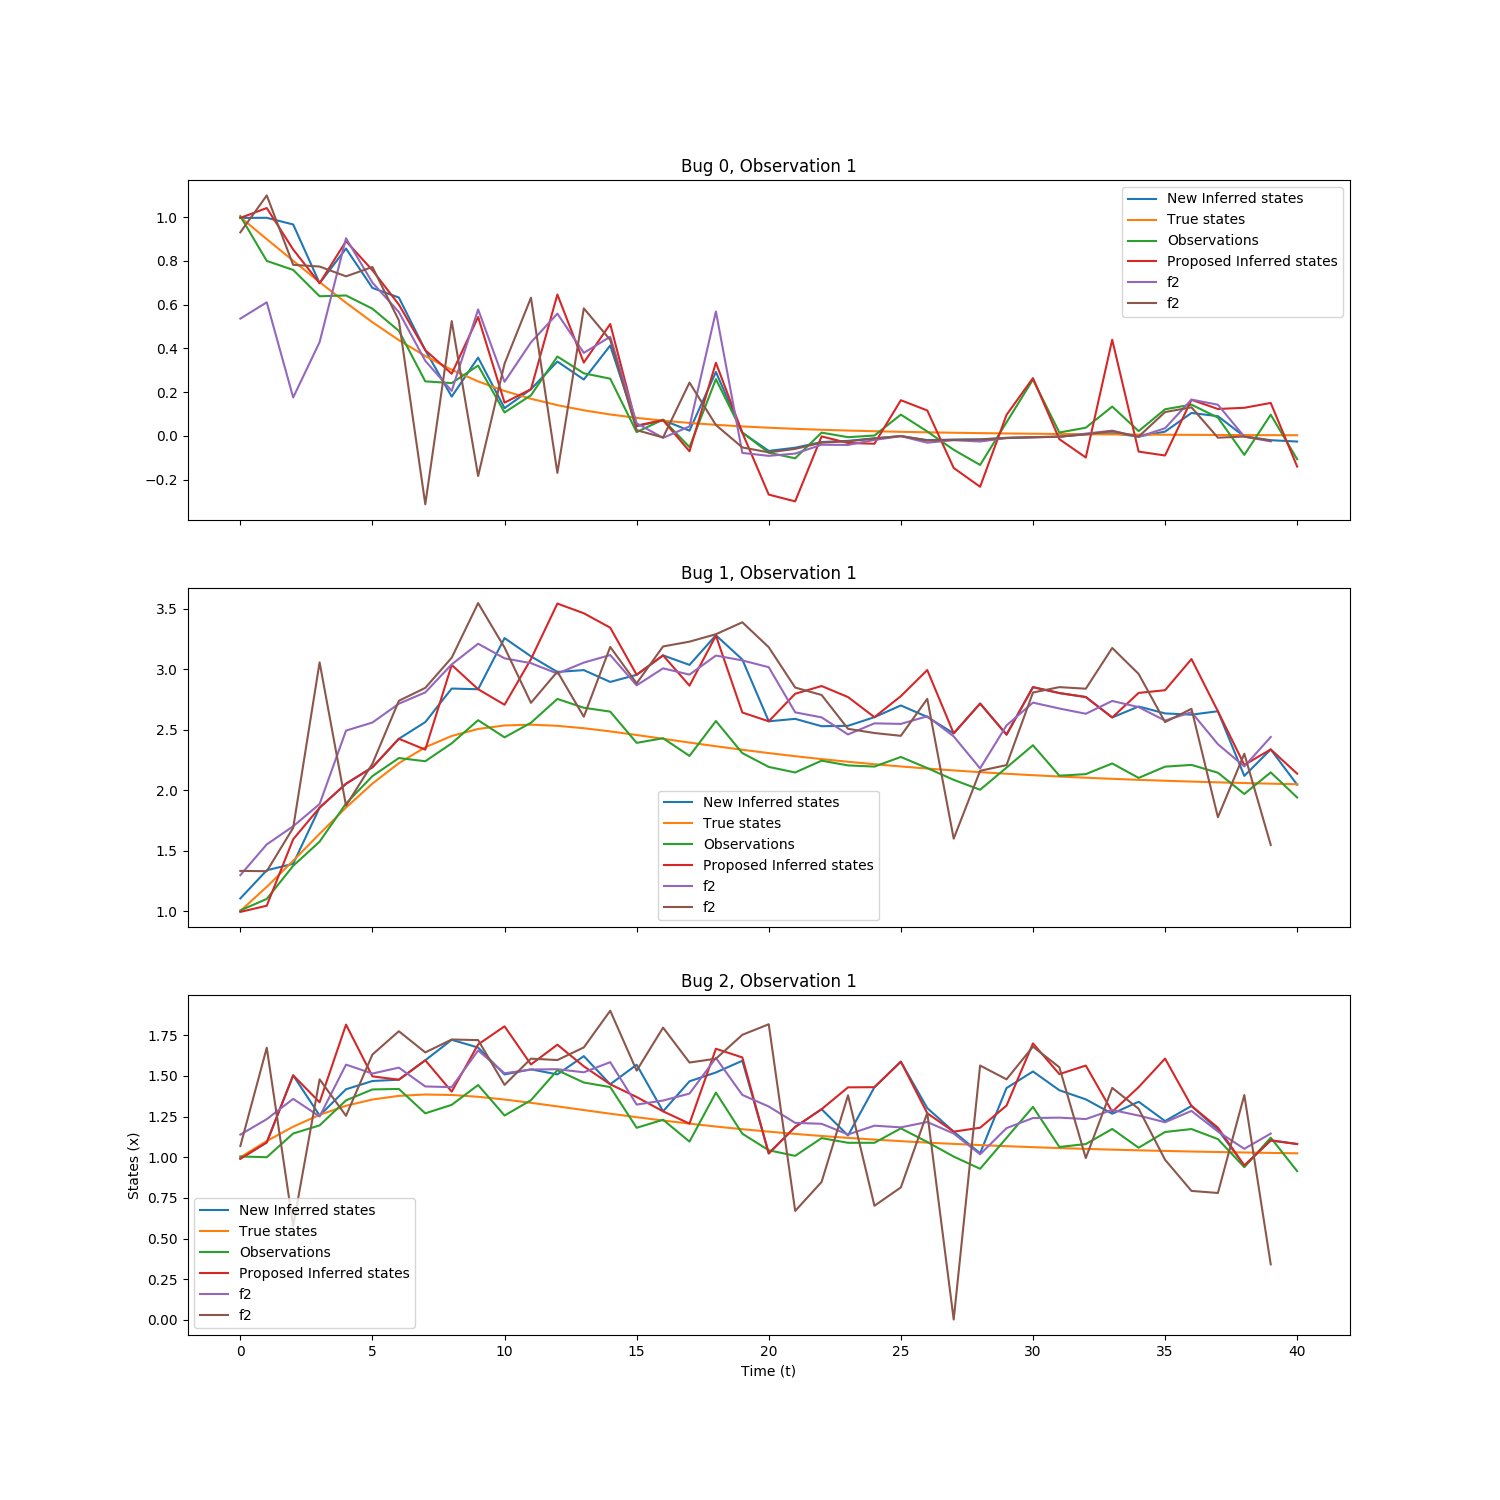 Bug 0, Observation 1
1.0
0.8
0.6
0.4
0.2
0.0
−0.2
New Inferred states
True states
Observations
Proposed Inferred states
f2
f2
Bug 1, Observation 1
3.5
3.0
2.5
2.0
1.5
1.0
New Inferred states
True states
Observations
Proposed Inferred states
f2
f2
Bug 2, Observation 1
States (x)
1.75
1.50
1.25
1.00
0.75
0.50
0.25
0.00
New Inferred states
True states
Observations
Proposed Inferred states
f2
f2
0 5 10 15 20 25 30 35 40
Time (t)